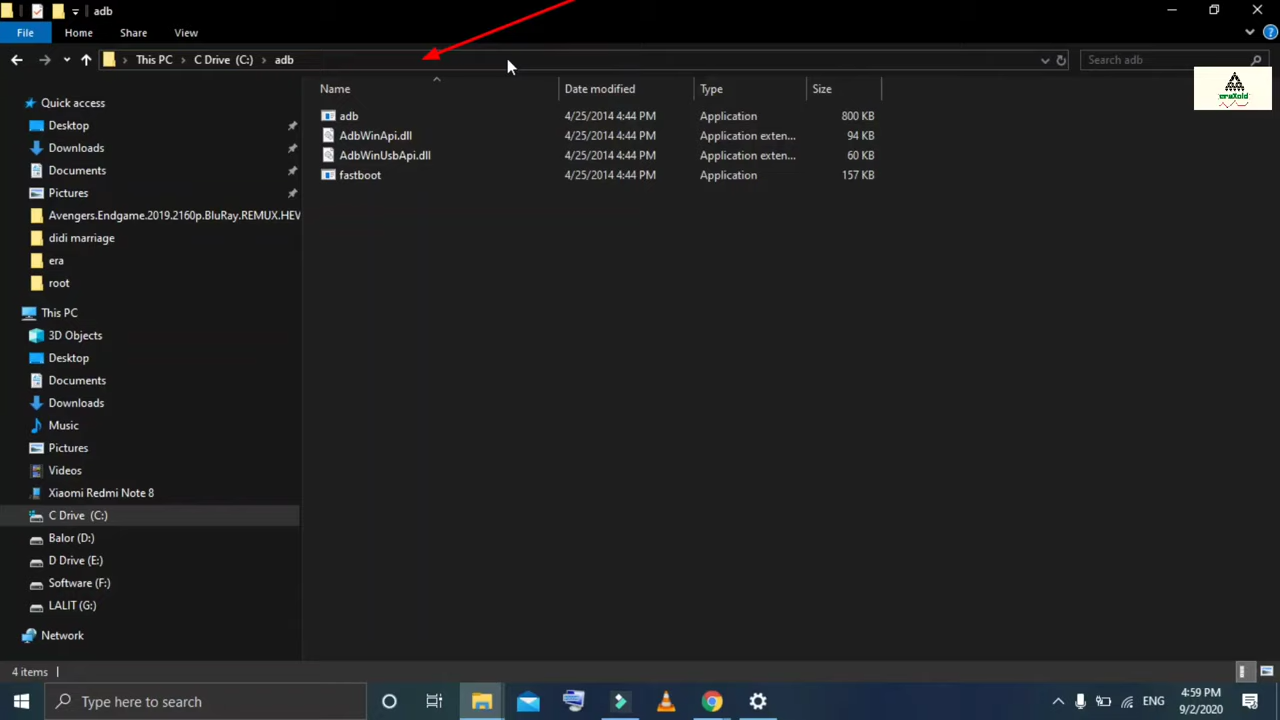 adb
File Home Share View
This PC C Drive (C:) adb Search adb
Name Date modified Type Size
adb 4/25/2014 4:44 PM Application 800 KB
AdbWinApi.dll 4/25/2014 4:44 PM Application exten... 94 KB
AdbWinUsbApi.dll 4/25/2014 4:44 PM Application exten... 60 KB
fastboot 4/25/2014 4:44 PM Application 157 KB
Quick access
Desktop
Downloads
Documents
Pictures
Avengers.Endgame.2019.2160p.BluRay.REMUX.HEV
didi marriage
era
root
This PC
3D Objects
Desktop
Documents
Downloads
Music
Pictures
Videos
Xiaomi Redmi Note 8
C Drive (C:)
Balor (D:)
D Drive (E:)
Software (F:)
LALIT (G:)
Network
4 items
Type here to search
ENG
4:59 PM
9/2/2020